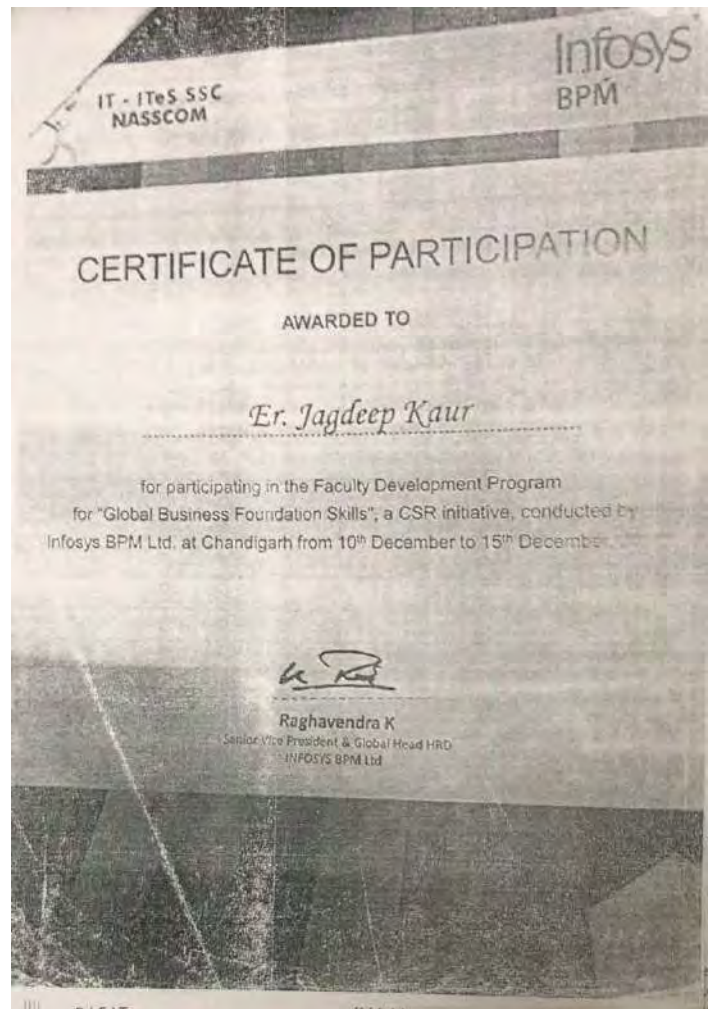 IT - ITeS SSC
NASSCOM
Infosys
BPM
CERTIFICATE OF PARTICIPATION
AWARDED TO
Er. Jagdeep Kaur
for participating in the Faculty Development Program
for "Global Business Foundation Skills", a CSR initiative, conducted by
Infosys BPM Ltd. at Chandigarh from 10th December to 15th December,
Raghavendra K
Senior Vice President & Global Head HRD
INFOSYS BPM Ltd